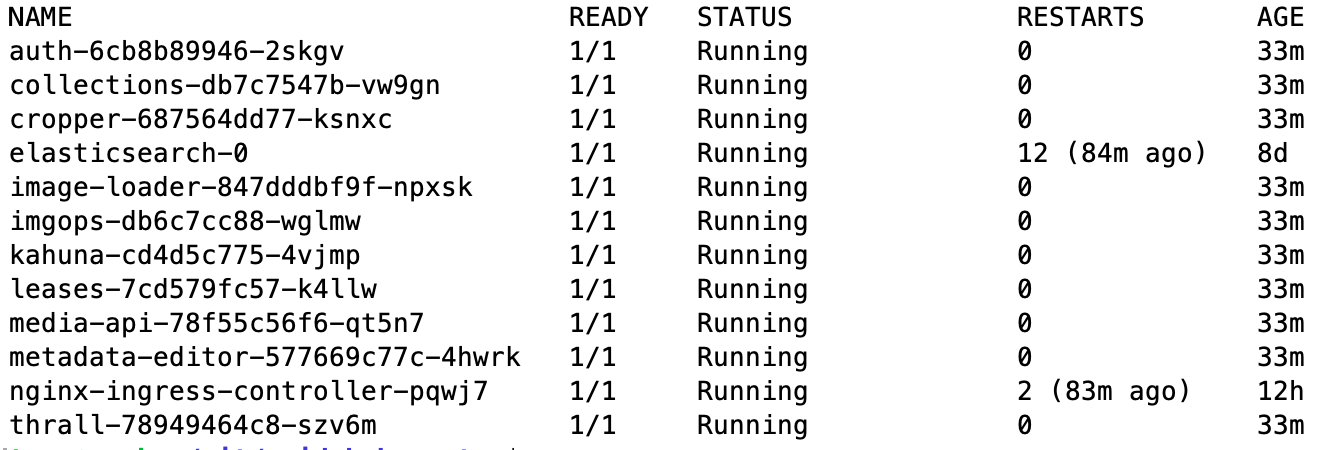 NAME READY STATUS RESTARTS AGE
auth-6cb8b89946-2skgv 1/1 Running 0 33m
collections-db7c7547b-vw9gn 1/1 Running 0 33m
cropper-687564dd77-ksnxc 1/1 Running 0 33m
elasticsearch-0 1/1 Running 12 (84m ago) 8d
image-loader-847dddbf9f-npxsk 1/1 Running 0 33m
imgops-db6c7cc88-wglmw 1/1 Running 0 33m
kahuna-cd4d5c775-4vjmp 1/1 Running 0 33m
leases-7cd579fc57-k4llw 1/1 Running 0 33m
media-api-78f55c56f6-qt5n7 1/1 Running 0 33m
metadata-editor-577669c77c-4hwrk 1/1 Running 0 33m
nginx-ingress-controller-pqwj7 1/1 Running 2 (83m ago) 12h
thrall-78949464c8-szv6m 1/1 Running 0 33m